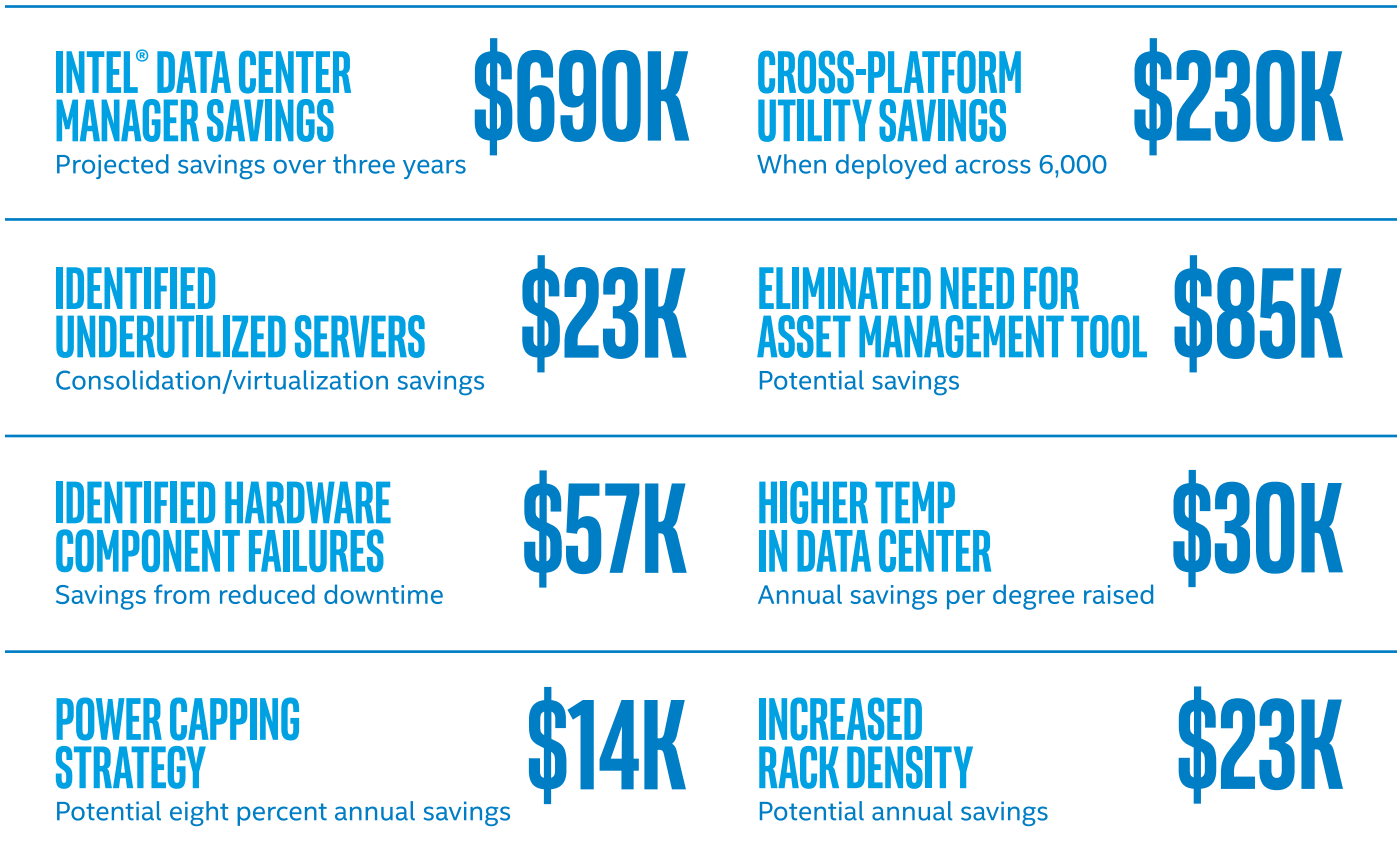 INTEL® DATA CENTER
MANAGER SAVINGS
Projected savings over three years
$690K
CROSS-PLATFORM
UTILITY SAVINGS
When deployed across 6,000
$230K
IDENTIFIED
UNDERUTILIZED SERVERS
Consolidation/virtualization savings
$23K
ELIMINATED NEED FOR
ASSET MANAGEMENT TOOL
Potential savings
$85K
IDENTIFIED HARDWARE
COMPONENT FAILURES
Savings from reduced downtime
$57K
HIGHER TEMP
IN DATA CENTER
Annual savings per degree raised
$30K
POWER CAPPING
STRATEGY
Potential eight percent annual savings
$14K
INCREASED
RACK DENSITY
Potential annual savings
$23K